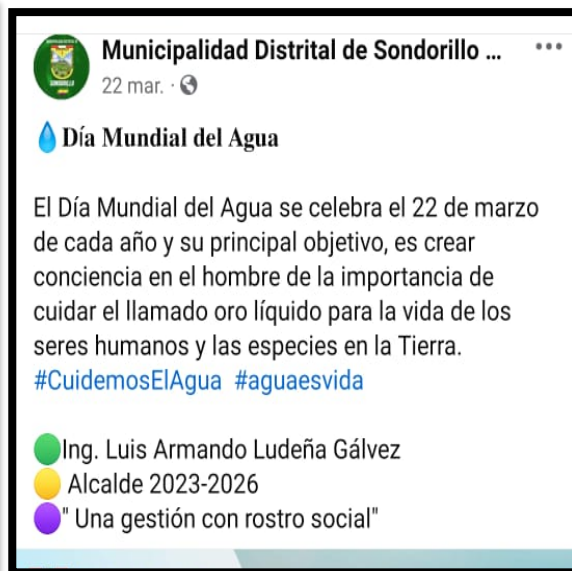 Municipalidad Distrital de Sondorillo ...
22 mar. ·
Día Mundial del Agua
El Día Mundial del Agua se celebra el 22 de marzo
de cada año y su principal objetivo, es crear
conciencia en el hombre de la importancia de
cuidar el llamado oro líquido para la vida de los
seres humanos y las especies en la Tierra.
#CuidemosElAgua #aguaesvida
Ing. Luis Armando Ludeña Gálvez
Alcalde 2023-2026
" Una gestión con rostro social"